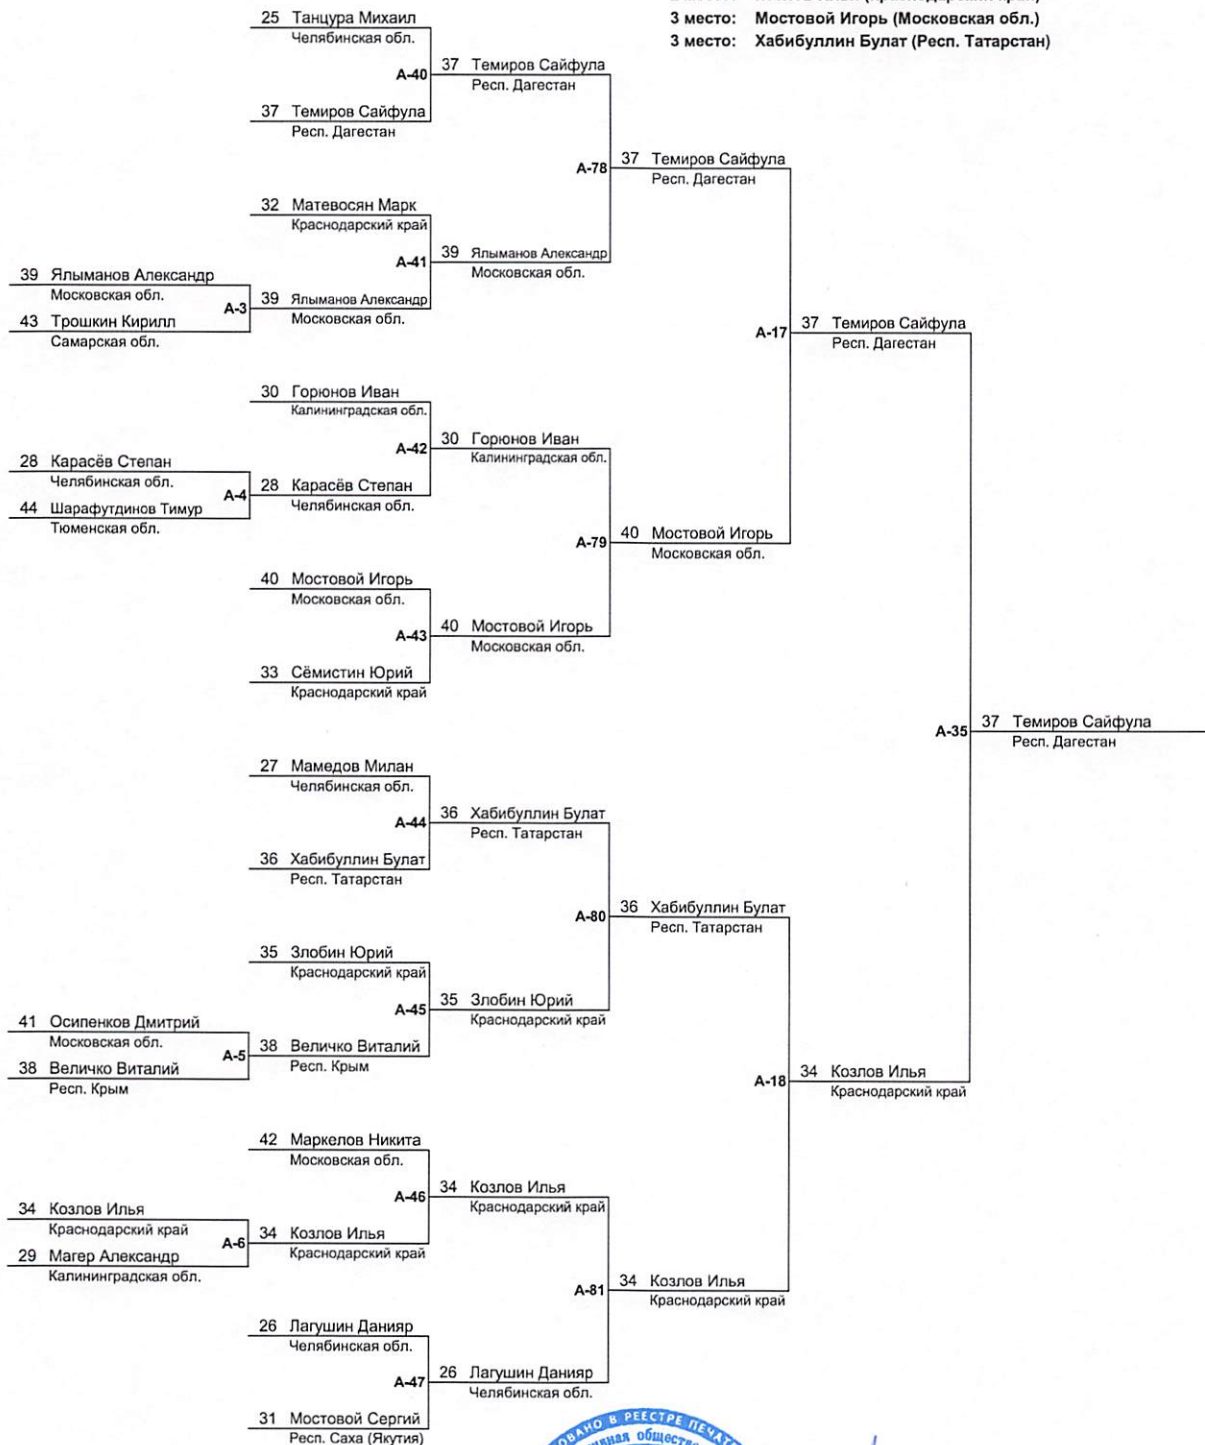 3 место: Мостовой Игорь (Московская обл.)
3 место: Хабибуллин Булат (Респ. Татарстан)
25 Танцура Михаил
Челябинская обл.
А-40
37 Темиров Сайфула
Респ. Дагестан
37 Темиров Сайфула
Респ. Дагестан
А-78
37 Темиров Сайфула
Респ. Дагестан
32 Матевосян Марк
Краснодарский край
А-41
39 Ялыманов Александр
Московская обл.
39 Ялыманов Александр
Московская обл.
А-3
43 Трошкин Кирилл
Самарская обл.
39 Ялыманов Александр
Московская обл.
А-17
37 Темиров Сайфула
Респ. Дагестан
30 Горюнов Иван
Калининградская обл.
А-42
30 Горюнов Иван
Калининградская обл.
28 Карасёв Степан
Челябинская обл.
А-4
44 Шарафутдинов Тимур
Тюменская обл.
28 Карасёв Степан
Челябинская обл.
А-79
40 Мостовой Игорь
Московская обл.
40 Мостовой Игорь
Московская обл.
А-43
40 Мостовой Игорь
Московская обл.
33 Сёмистин Юрий
Краснодарский край
А-35
37 Темиров Сайфула
Респ. Дагестан
27 Мамедов Милан
Челябинская обл.
А-44
36 Хабибуллин Булат
Респ. Татарстан
36 Хабибуллин Булат
Респ. Татарстан
А-80
36 Хабибуллин Булат
Респ. Татарстан
35 Злобин Юрий
Краснодарский край
А-45
35 Злобин Юрий
Краснодарский край
41 Осипенков Дмитрий
Московская обл.
А-5
38 Величко Виталий
Респ. Крым
38 Величко Виталий
Респ. Крым
А-18
34 Козлов Илья
Краснодарский край
42 Маркелов Никита
Московская обл.
А-46
34 Козлов Илья
Краснодарский край
34 Козлов Илья
Краснодарский край
А-6
29 Магер Александр
Калининградская обл.
34 Козлов Илья
Краснодарский край
А-81
34 Козлов Илья
Краснодарский край
26 Лагушин Данияр
Челябинская обл.
А-47
26 Лагушин Данияр
Челябинская обл.
31 Мостовой Сергий
Респ. Саха (Якутия)
В РЕЕСТРЕ